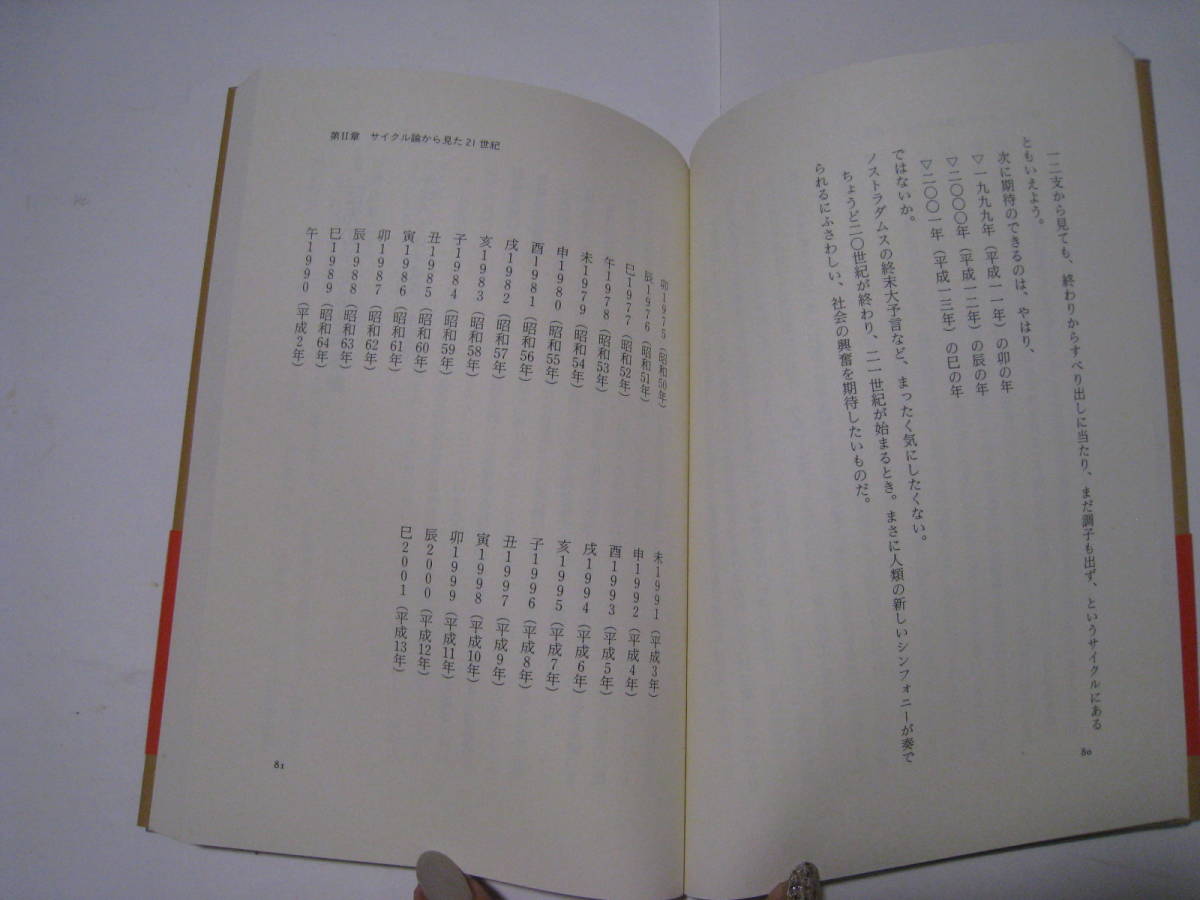 一二支から見ても、終わりからすべり出しに当たり、まだ調子も出ず、というサイクルにある
ともいえよう。
次に期待のできるのは、やはり、
▽一九九九年（平成一一年）の卯の年
▽二〇〇〇年（平成一二年）の辰の年
▽二〇〇一年（平成一三年）の巳の年
ではないか。
ノストラダムスの終末大予言など、まったく気にしたくない。
ちょうど二〇世紀が終わり、二一世紀が始まるとき。まさに人類の新しいシンフォニーが奏で
られるにふさわしい、社会の興奮を期待したいものだ。
80
第II章 サイクル論から見た21世紀
卯1975（昭和50年）
辰1976（昭和51年）
巳1977（昭和52年）
午1978（昭和53年）
未1979（昭和54年）
申1980（昭和55年）
酉1981（昭和56年）
戌1982（昭和57年）
亥1983（昭和58年）
子1984（昭和59年）
丑1985（昭和60年）
寅1986（昭和61年）
卯1987（昭和62年）
辰1988（昭和63年）
巳1989（昭和64年）
午1990（平成2年）
未1991（平成3年）
申1992（平成4年）
酉1993（平成5年）
戌1994（平成6年）
亥1995（平成7年）
子1996（平成8年）
丑1997（平成9年）
寅1998（平成10年）
卯1999（平成11年）
辰2000（平成12年）
巳2001（平成13年）
81